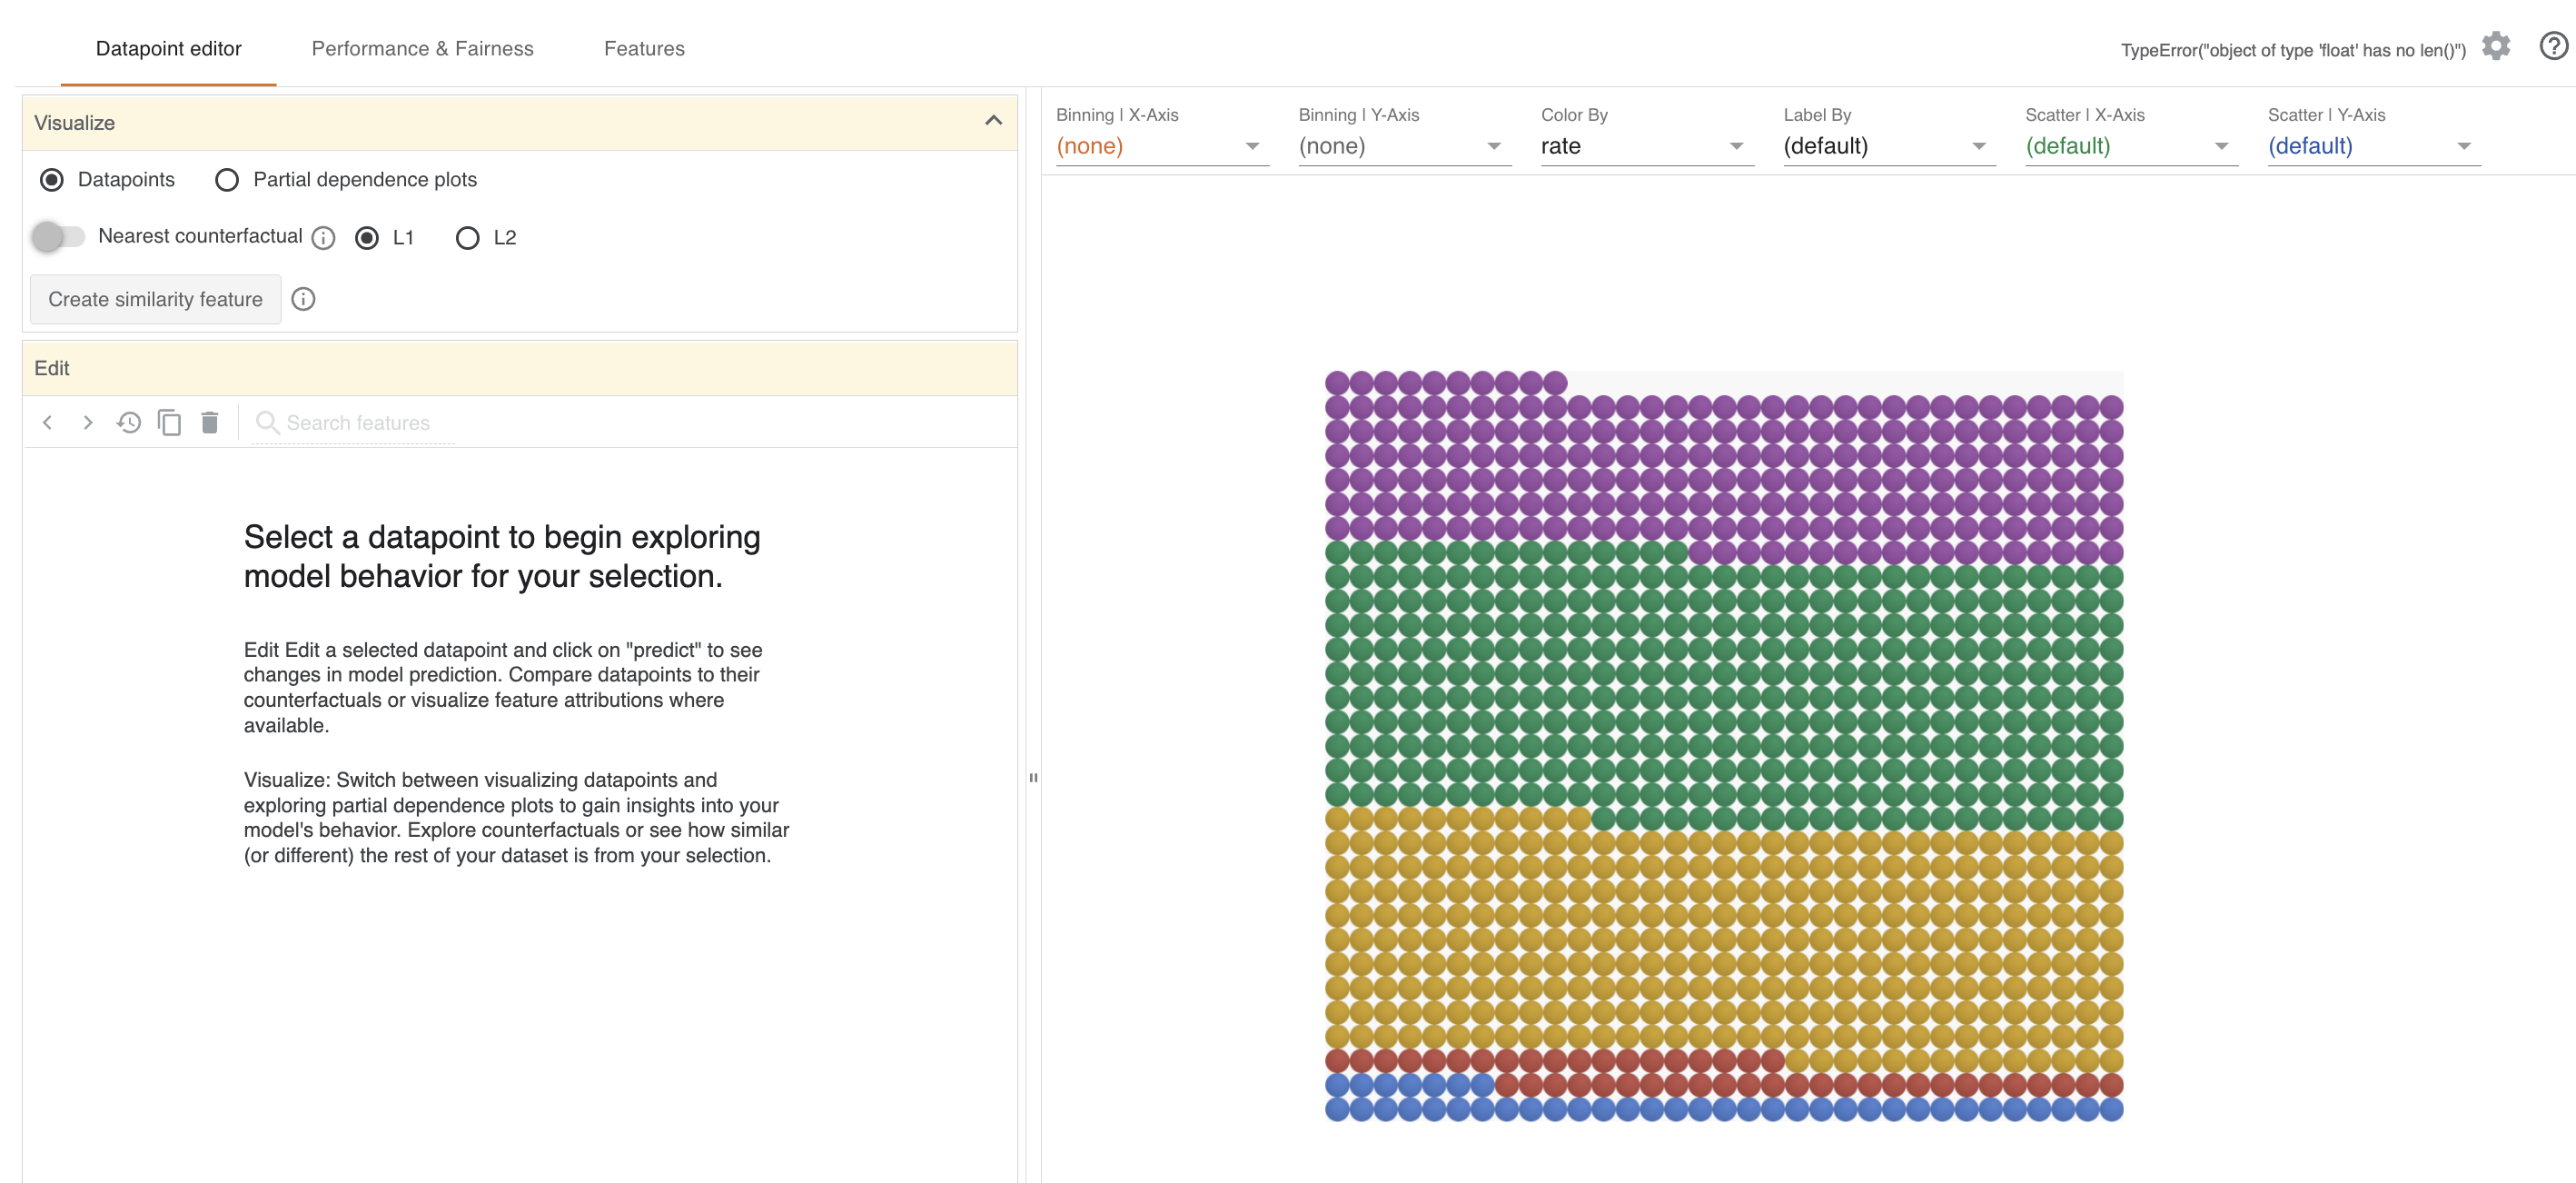 Datapoint editor
Performance & Fairness
Features
TypeError("object of type 'float' has no len()")
Visualize
Datapoints
Partial dependence plots
Nearest counterfactual
L1
L2
Create similarity feature
Edit
Search features
Select a datapoint to begin exploring
model behavior for your selection.
Edit Edit a selected datapoint and click on "predict" to see
changes in model prediction. Compare datapoints to their
counterfactuals or visualize feature attributions where
available.
Visualize: Switch between visualizing datapoints and
exploring partial dependence plots to gain insights into your
model's behavior. Explore counterfactuals or see how similar
(or different) the rest of your dataset is from your selection.
Binning | X-Axis
(none)
Binning | Y-Axis
(none)
Color By
rate
Label By
(default)
Scatter | X-Axis
(default)
Scatter | Y-Axis
(default)